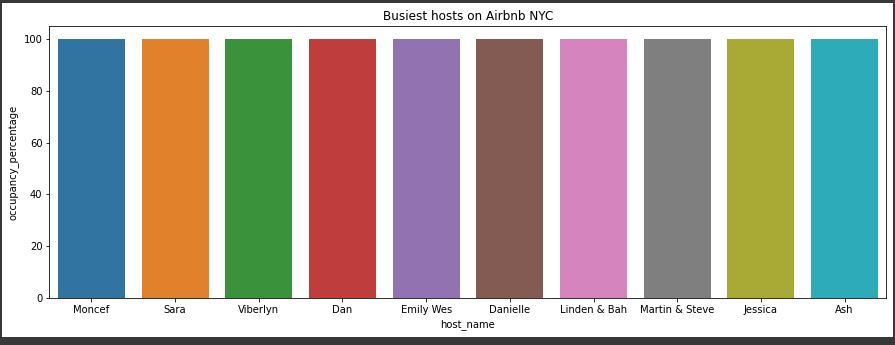 Busiest hosts on Airbnb NYC
occupancy_percentage
100
80
60
40
20
0
Moncef Sara Viberlyn Dan Emily Wes Danielle Linden & Bah Martin & Steve Jessica Ash
host_name